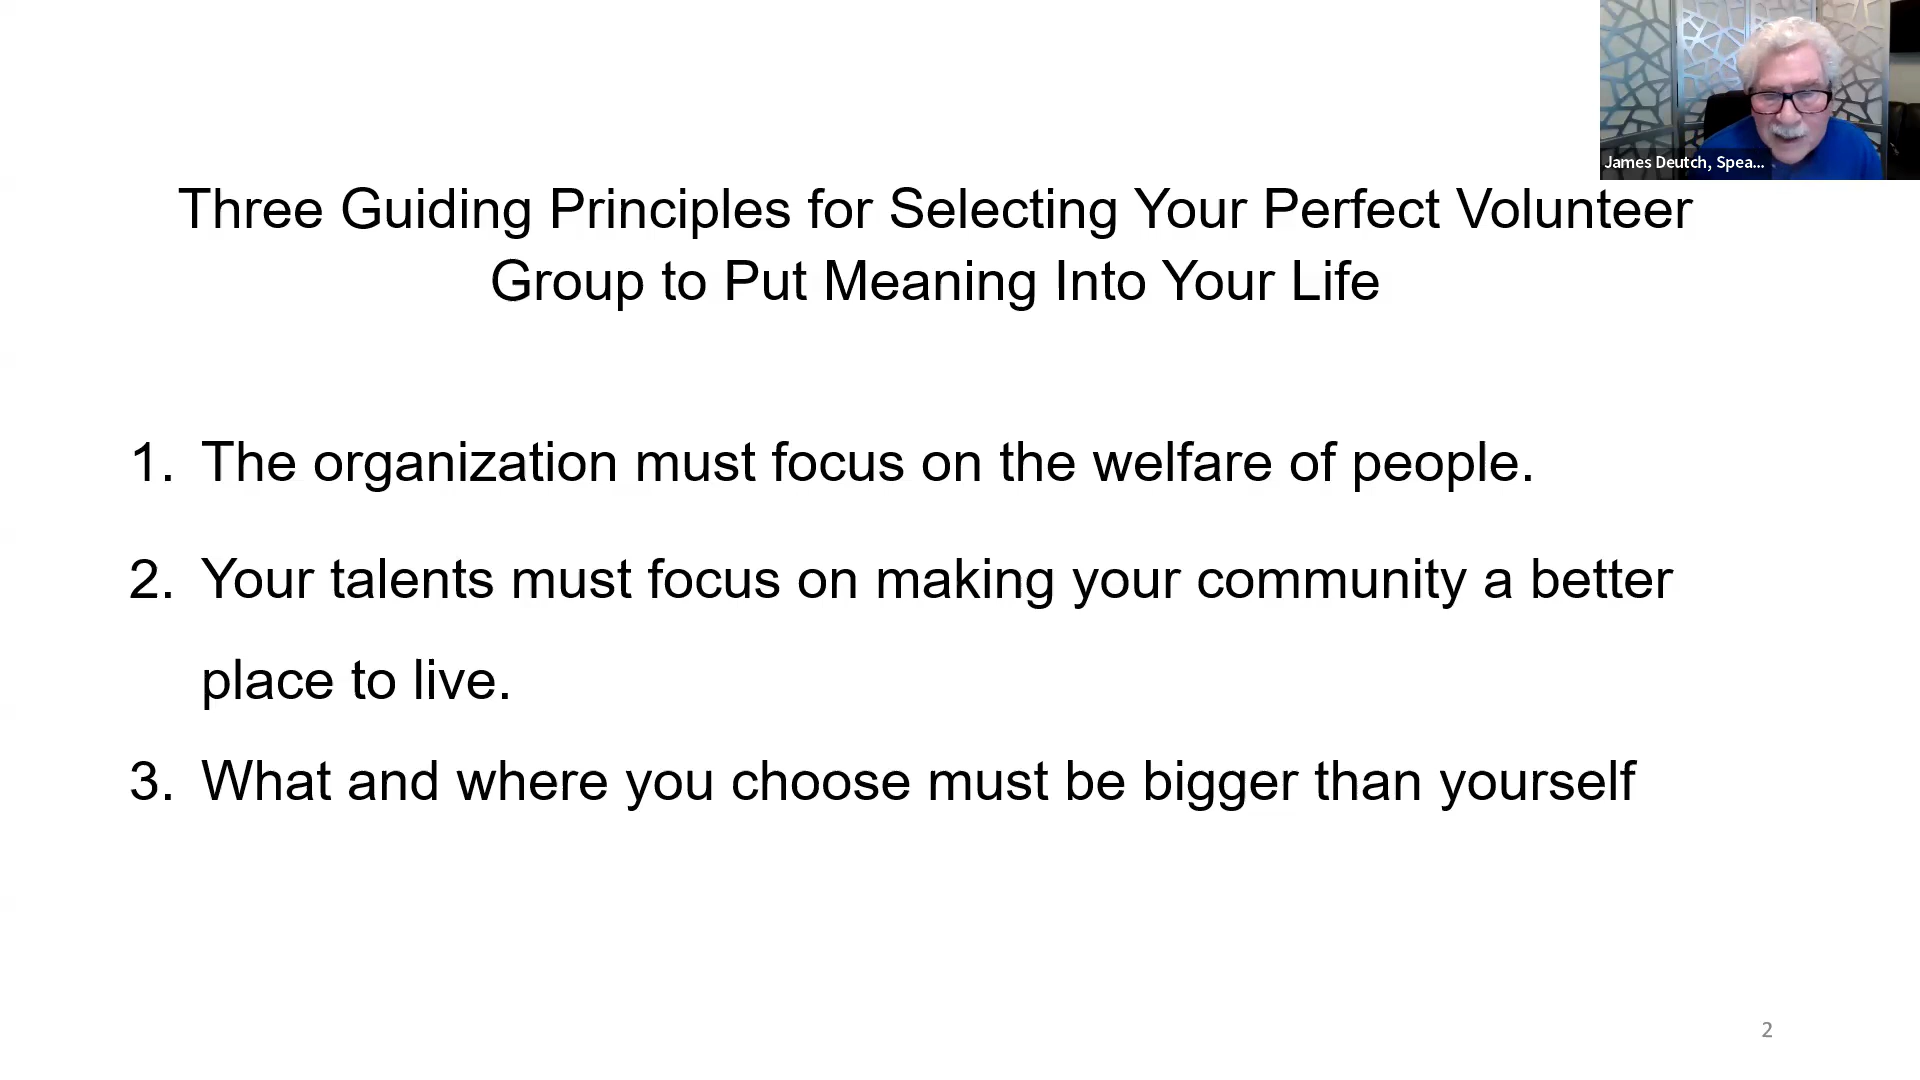 James Deutch, Spea...
Three Guiding Principles for Selecting Your Perfect Volunteer
Group to Put Meaning Into Your Life
1. The organization must focus on the welfare of people.
2. Your talents must focus on making your community a better
place to live.
3. What and where you choose must be bigger than yourself
2